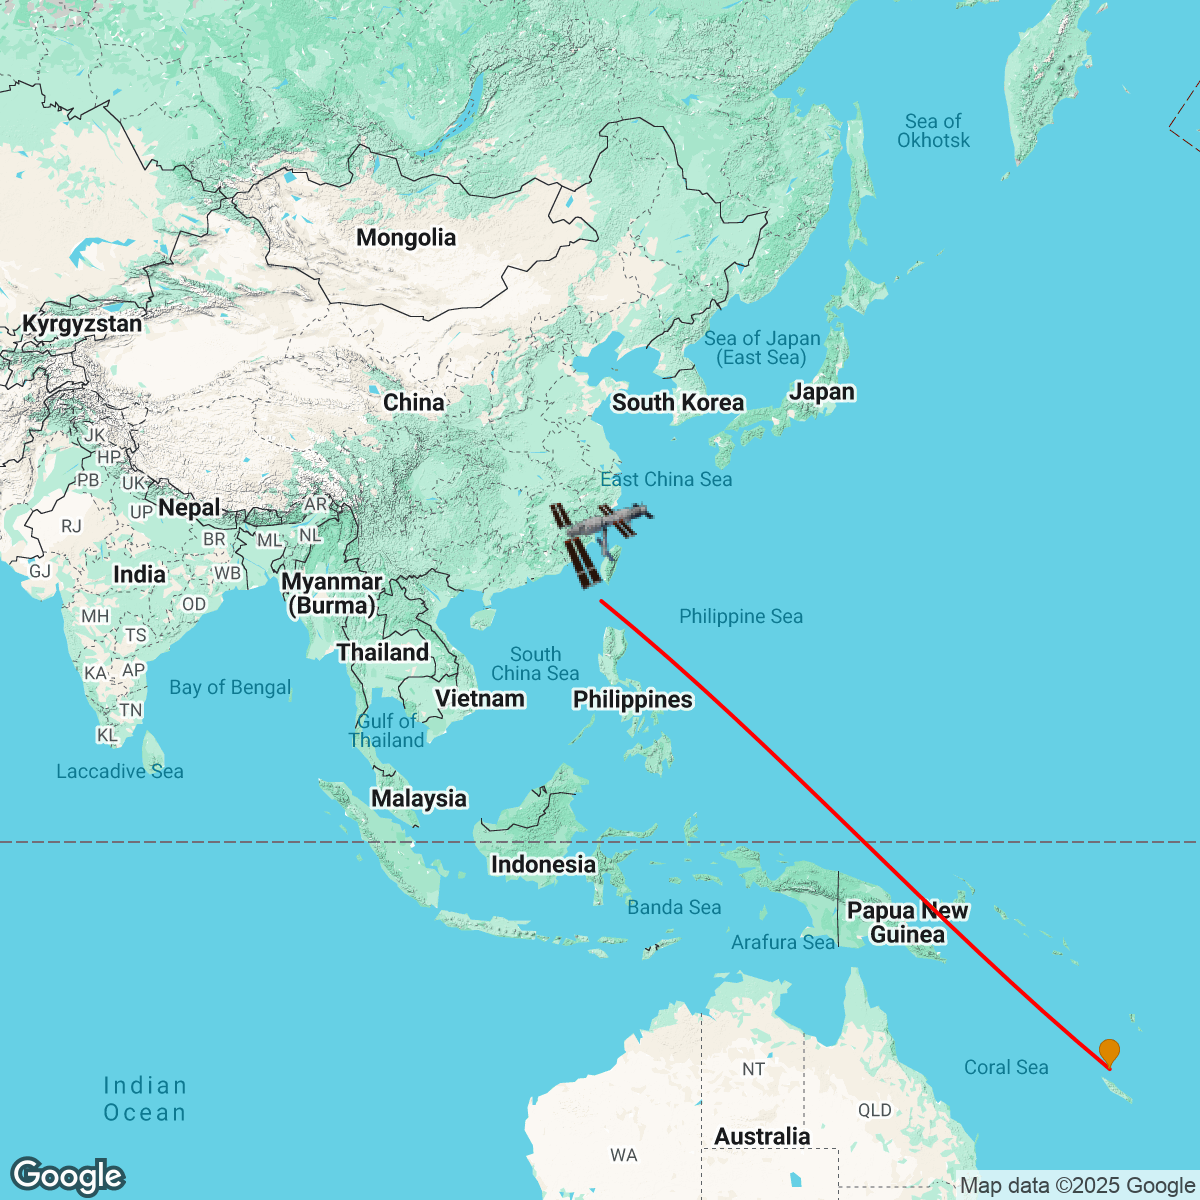 Sea of
Okhotsk
Mongolia
Kyrgyzstan
Sea of Japan
(East Sea)
Japan
China
South Korea
JK
HP
PB
UK
East China Sea
Nepal
AR
UP
RJ
NL
BR
ML
GJ
India
WB
Myanmar
(Burma)
OD
MH
Philippine Sea
TS
Thailand
South
China Sea
KA
AP
Bay of Bengal
Vietnam
Philippines
TN
Gulf of
Thailand
KL
Laccadive Sea
Malaysia
Indonesia
Banda Sea
Papua New
Guinea
Arafura Sea
Coral Sea
NT
Indian
Ocean
QLD
Australia
WA
Google
Map data ©2025 Google